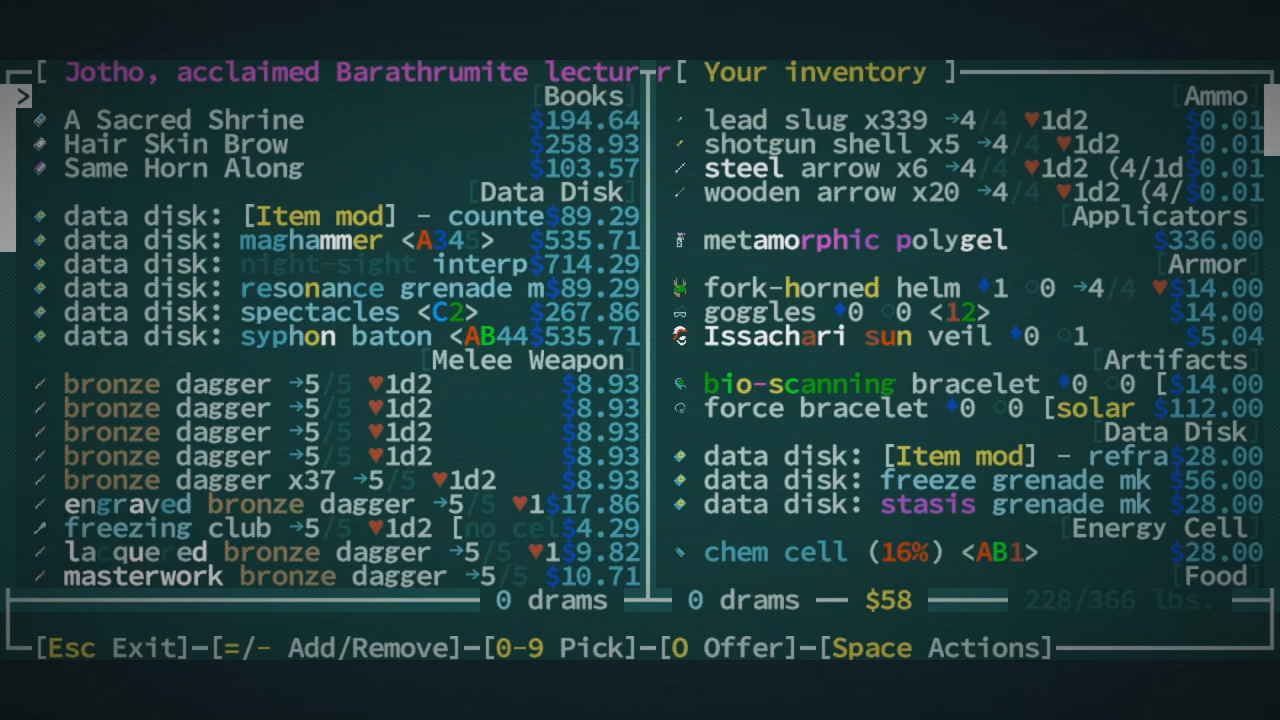 [ Jotho, acclaimed Barathrumite lecturer
[Books]
A Sacred Shrine $194.64
Hair Skin Brow $258.93
Same Horn Along $103.57
[Data Disk]
data disk: [Item mod] - counte$89.29
data disk: maghammer <A345> $535.71
data disk: night-sight interp$714.29
data disk: resonance grenade m$89.29
data disk: spectacles <C2> $267.86
data disk: syphon baton <AB44$535.71
[Melee Weapon]
bronze dagger →5/5 ♥1d2 $8.93
bronze dagger →5/5 ♥1d2 $8.93
bronze dagger →5/5 ♥1d2 $8.93
bronze dagger →5/5 ♥1d2 $8.93
bronze dagger x37 →5/5 ♥1d2 $8.93
engraved bronze dagger →5/5 ♥1$17.86
freezing club →5/5 ♥1d2 [no cel$4.29
lacquered bronze dagger →5/5 ♥1$9.82
masterwork bronze dagger →5/5 $10.71
0 drams
[ Your inventory ]
[Ammo]
lead slug x339 →4/4 ♥1d2 $0.01
shotgun shell x5 →4/4 ♥1d2 $0.01
steel arrow x6 →4/4 ♥1d2 (4/1d$0.01
wooden arrow x20 →4/4 ♥1d2 (4/$0.01
[Applicators]
metamorphic polygel $336.00
[Armor]
fork-horned helm ♦1 ○0 →4/4 ♥$14.00
goggles ♦0 ○0 <12> $14.00
Issachari sun veil ♦0 ○1 $5.04
[Artifacts]
bio-scanning bracelet ♦0 ○0 [$14.00
force bracelet ♦0 ○0 [solar $112.00
[Data Disk]
data disk: [Item mod] - refra$28.00
data disk: freeze grenade mk $56.00
data disk: stasis grenade mk $28.00
[Energy Cell]
chem cell (16%) <AB1> $28.00
[Food]
0 drams — $58 228/366 lbs.
[Esc Exit]-[=/- Add/Remove]-[0-9 Pick]-[O Offer]-[Space Actions]